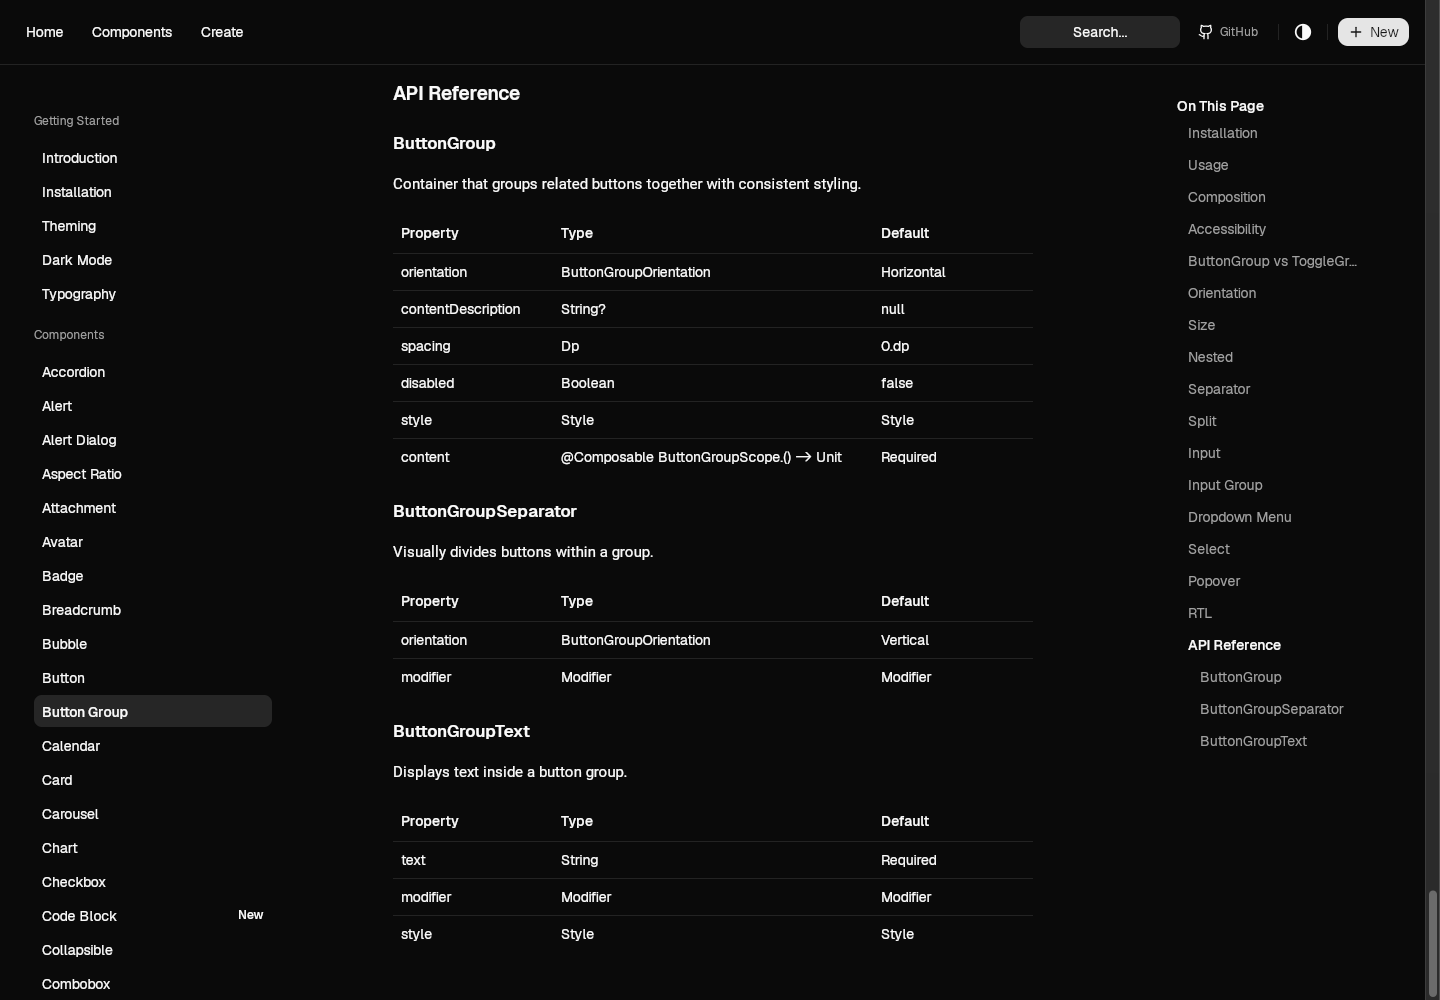 Home Components Create Search... GitHub New
Getting Started
Introduction
Installation
Theming
Dark Mode
Typography
Components
Accordion
Alert
Alert Dialog
Aspect Ratio
Attachment
Avatar
Badge
Breadcrumb
Bubble
Button
Button Group
Calendar
Card
Carousel
Chart
Checkbox
Code Block New
Collapsible
Combobox
API Reference
ButtonGroup
Container that groups related buttons together with consistent styling.
Property Type Default
orientation ButtonGroupOrientation Horizontal
contentDescription String? null
spacing Dp 0.dp
disabled Boolean false
style Style Style
content @Composable ButtonGroupScope.() -> Unit Required
ButtonGroupSeparator
Visually divides buttons within a group.
Property Type Default
orientation ButtonGroupOrientation Vertical
modifier Modifier Modifier
ButtonGroupText
Displays text inside a button group.
Property Type Default
text String Required
modifier Modifier Modifier
style Style Style
On This Page
Installation
Usage
Composition
Accessibility
ButtonGroup vs ToggleGr...
Orientation
Size
Nested
Separator
Split
Input
Input Group
Dropdown Menu
Select
Popover
RTL
API Reference
ButtonGroup
ButtonGroupSeparator
ButtonGroupText